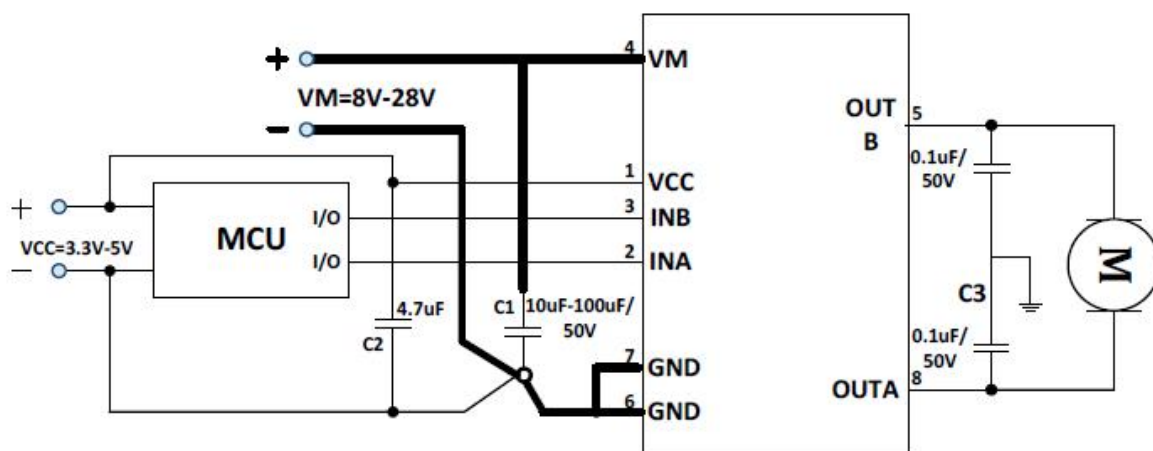 +
4
VM
VM=8V-28V
-
OUT
B
5
0.1uF/
50V
1
VCC
+
I/O
3
INB
MCU
VCC=3.3V-5V
I/O
2
INA
-
M
C3
4.7uF
C2
C1
10uF-100uF/
50V
0.1uF/
50V
7
GND
6
GND
OUTA
8